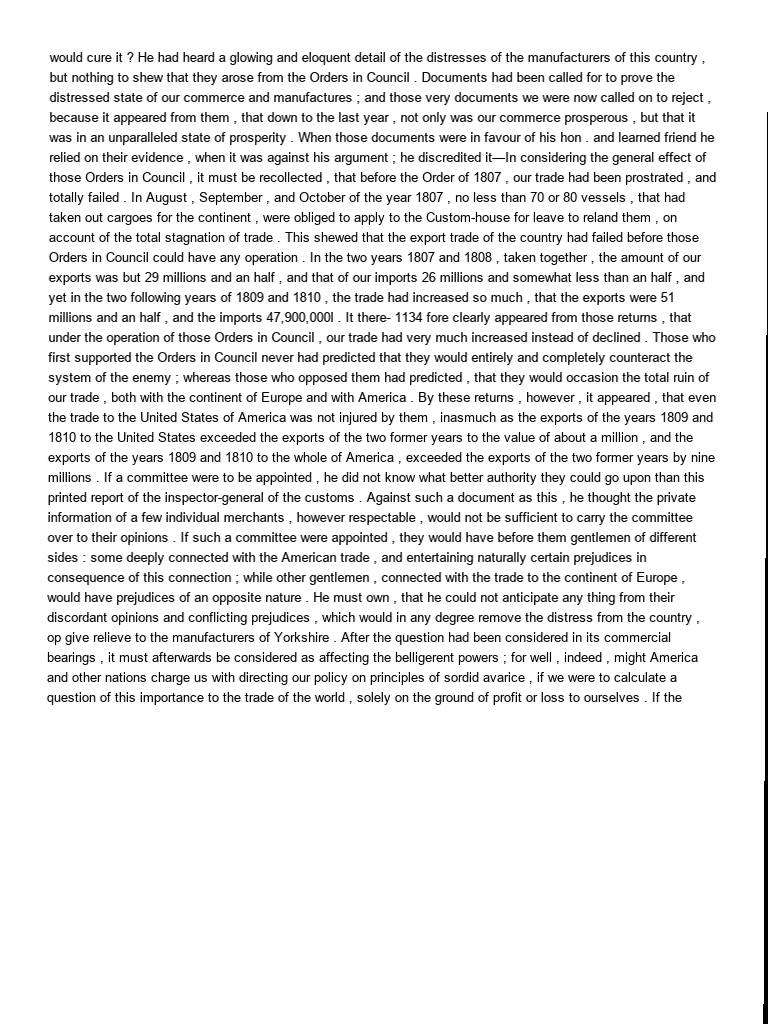 would cure it ? He had heard a glowing and eloquent detail of the distresses of the manufacturers of this country ,
but nothing to shew that they arose from the Orders in Council . Documents had been called for to prove the
distressed state of our commerce and manufactures ; and those very documents we were now called on to reject ,
because it appeared from them , that down to the last year , not only was our commerce prosperous , but that it
was in an unparalleled state of prosperity . When those documents were in favour of his hon . and learned friend he
relied on their evidence , when it was against his argument ; he discredited it—In considering the general effect of
those Orders in Council , it must be recollected , that before the Order of 1807 , our trade had been prostrated , and
totally failed . In August , September , and October of the year 1807 , no less than 70 or 80 vessels , that had
taken out cargoes for the continent , were obliged to apply to the Custom-house for leave to reland them , on
account of the total stagnation of trade . This shewed that the export trade of the country had failed before those
Orders in Council could have any operation . In the two years 1807 and 1808 , taken together , the amount of our
exports was but 29 millions and an half , and that of our imports 26 millions and somewhat less than an half , and
yet in the two following years of 1809 and 1810 , the trade had increased so much , that the exports were 51
millions and an half , and the imports 47,900,000l . It there- 1134 fore clearly appeared from those returns , that
under the operation of those Orders in Council , our trade had very much increased instead of declined . Those who
first supported the Orders in Council never had predicted that they would entirely and completely counteract the
system of the enemy ; whereas those who opposed them had predicted , that they would occasion the total ruin of
our trade , both with the continent of Europe and with America . By these returns , however , it appeared , that even
the trade to the United States of America was not injured by them , inasmuch as the exports of the years 1809 and
1810 to the United States exceeded the exports of the two former years to the value of about a million , and the
exports of the years 1809 and 1810 to the whole of America , exceeded the exports of the two former years by nine
millions . If a committee were to be appointed , he did not know what better authority they could go upon than this
printed report of the inspector-general of the customs . Against such a document as this , he thought the private
information of a few individual merchants , however respectable , would not be sufficient to carry the committee
over to their opinions . If such a committee were appointed , they would have before them gentlemen of different
sides : some deeply connected with the American trade , and entertaining naturally certain prejudices in
consequence of this connection ; while other gentlemen , connected with the trade to the continent of Europe ,
would have prejudices of an opposite nature . He must own , that he could not anticipate any thing from their
discordant opinions and conflicting prejudices , which would in any degree remove the distress from the country ,
op give relieve to the manufacturers of Yorkshire . After the question had been considered in its commercial
bearings , it must afterwards be considered as affecting the belligerent powers ; for well , indeed , might America
and other nations charge us with directing our policy on principles of sordid avarice , if we were to calculate a
question of this importance to the trade of the world , solely on the ground of profit or loss to ourselves . If the